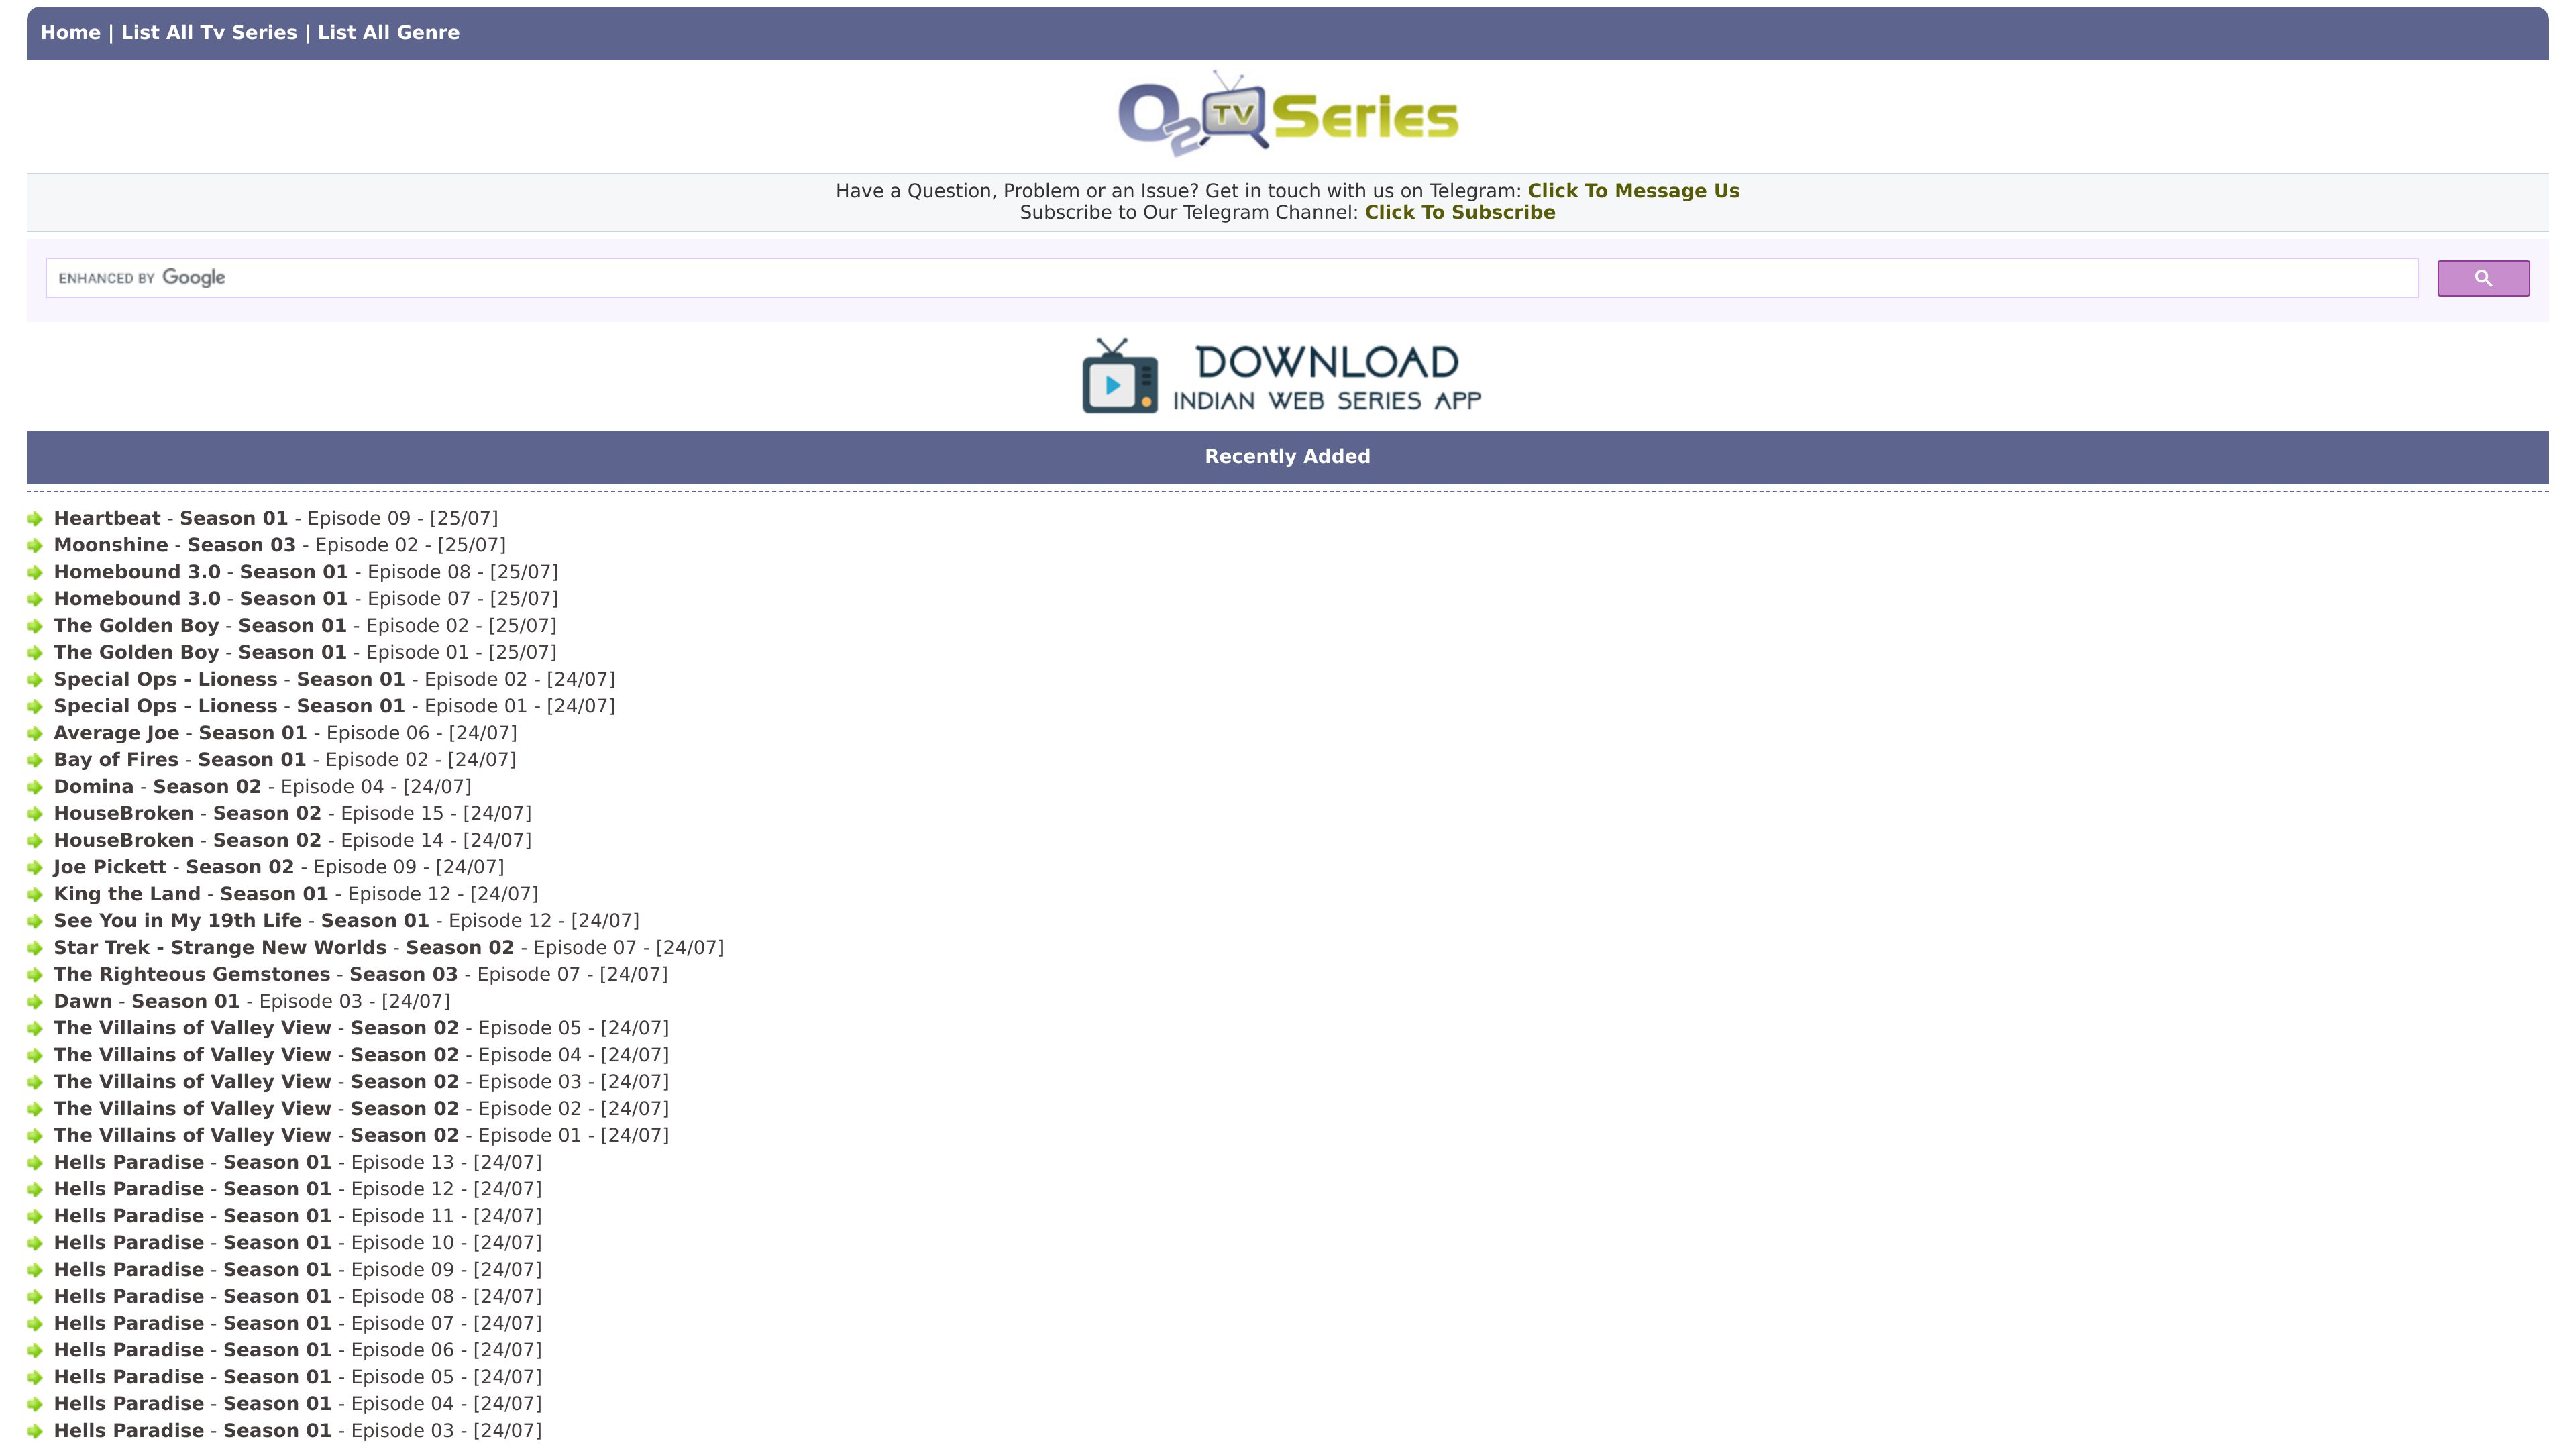 Home | List All Tv Series | List All Genre
O2 TV Series
Have a Question, Problem or an Issue? Get in touch with us on Telegram: Click To Message Us
Subscribe to Our Telegram Channel: Click To Subscribe
ENHANCED BY Google
DOWNLOAD
INDIAN WEB SERIES APP
Recently Added
Heartbeat - Season 01 - Episode 09 - [25/07]
Moonshine - Season 03 - Episode 02 - [25/07]
Homebound 3.0 - Season 01 - Episode 08 - [25/07]
Homebound 3.0 - Season 01 - Episode 07 - [25/07]
The Golden Boy - Season 01 - Episode 02 - [25/07]
The Golden Boy - Season 01 - Episode 01 - [25/07]
Special Ops - Lioness - Season 01 - Episode 02 - [24/07]
Special Ops - Lioness - Season 01 - Episode 01 - [24/07]
Average Joe - Season 01 - Episode 06 - [24/07]
Bay of Fires - Season 01 - Episode 02 - [24/07]
Domina - Season 02 - Episode 04 - [24/07]
HouseBroken - Season 02 - Episode 15 - [24/07]
HouseBroken - Season 02 - Episode 14 - [24/07]
Joe Pickett - Season 02 - Episode 09 - [24/07]
King the Land - Season 01 - Episode 12 - [24/07]
See You in My 19th Life - Season 01 - Episode 12 - [24/07]
Star Trek - Strange New Worlds - Season 02 - Episode 07 - [24/07]
The Righteous Gemstones - Season 03 - Episode 07 - [24/07]
Dawn - Season 01 - Episode 03 - [24/07]
The Villains of Valley View - Season 02 - Episode 05 - [24/07]
The Villains of Valley View - Season 02 - Episode 04 - [24/07]
The Villains of Valley View - Season 02 - Episode 03 - [24/07]
The Villains of Valley View - Season 02 - Episode 02 - [24/07]
The Villains of Valley View - Season 02 - Episode 01 - [24/07]
Hells Paradise - Season 01 - Episode 13 - [24/07]
Hells Paradise - Season 01 - Episode 12 - [24/07]
Hells Paradise - Season 01 - Episode 11 - [24/07]
Hells Paradise - Season 01 - Episode 10 - [24/07]
Hells Paradise - Season 01 - Episode 09 - [24/07]
Hells Paradise - Season 01 - Episode 08 - [24/07]
Hells Paradise - Season 01 - Episode 07 - [24/07]
Hells Paradise - Season 01 - Episode 06 - [24/07]
Hells Paradise - Season 01 - Episode 05 - [24/07]
Hells Paradise - Season 01 - Episode 04 - [24/07]
Hells Paradise - Season 01 - Episode 03 - [24/07]